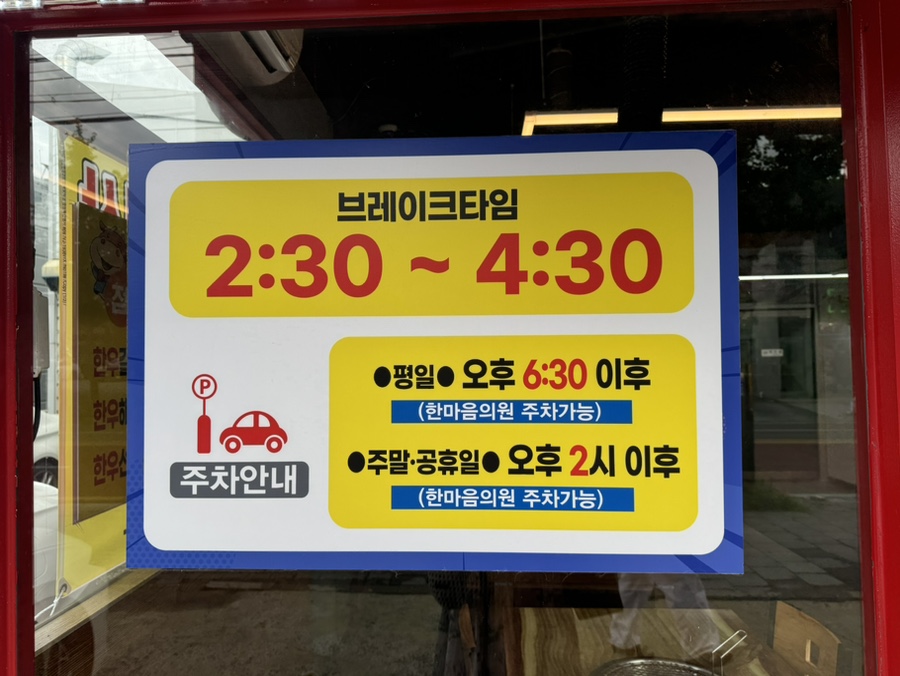 브레이크타임
2:30 ~ 4:30
●평일● 오후 6:30 이후
(한마음의원 주차가능)
●주말·공휴일● 오후 2시 이후
(한마음의원 주차가능)
P
주차안내